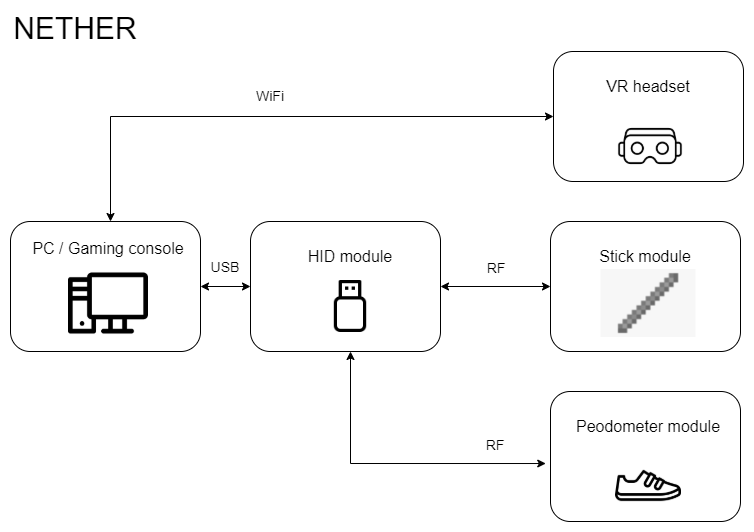 NETHER
VR headset
WiFi
PC / Gaming console
USB
HID module
RF
Stick module
RF
Peodometer module